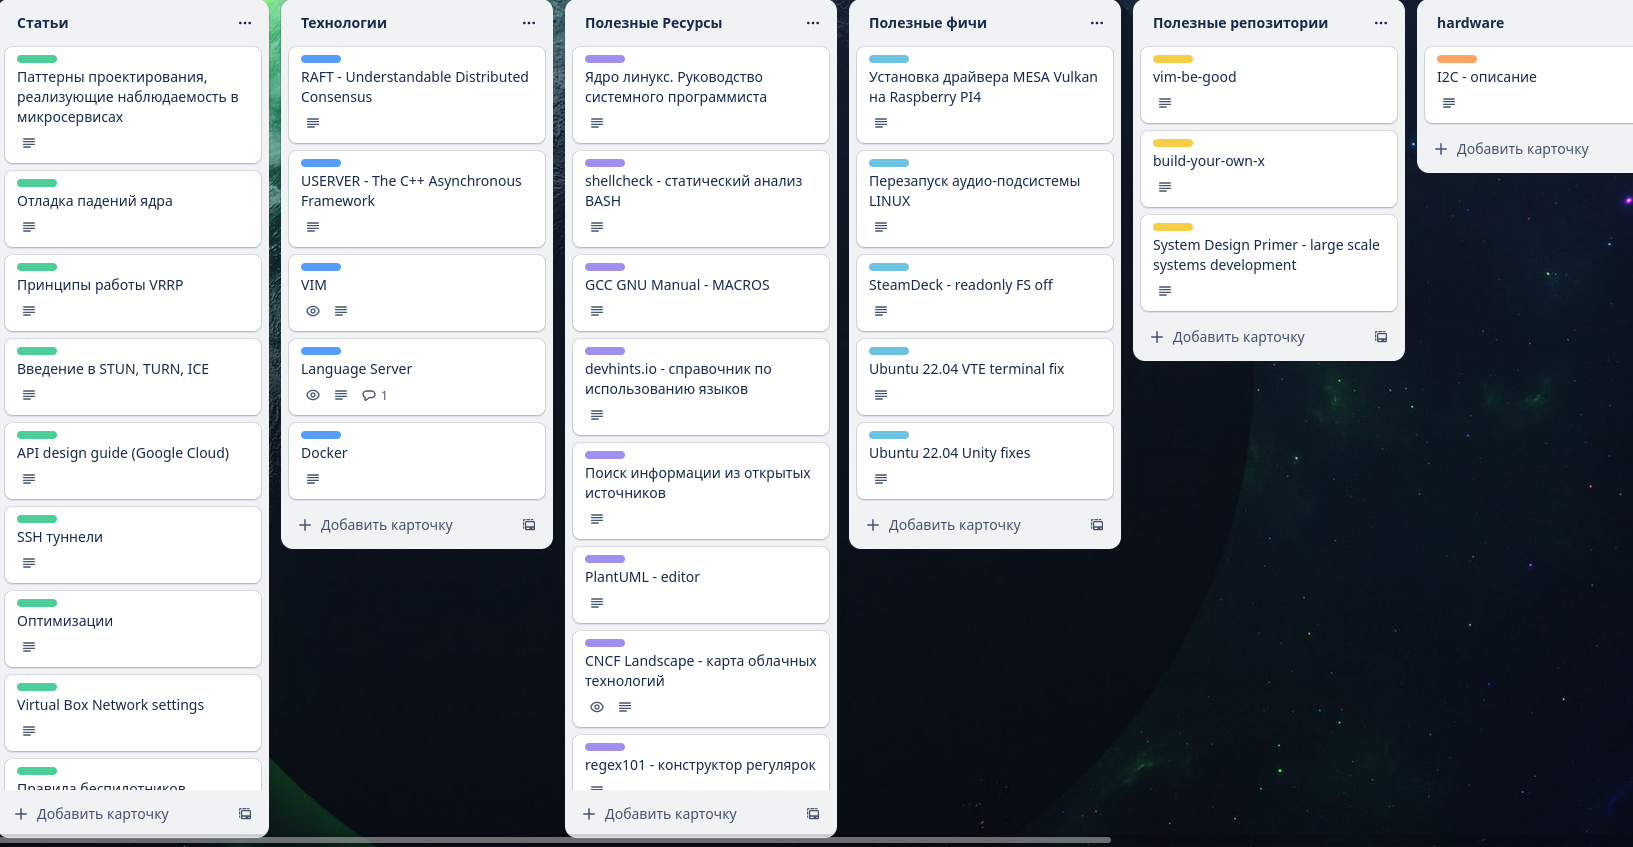 Статьи
Паттерны проектирования,
реализующие наблюдаемость в
микросервисах
Отладка падений ядра
Принципы работы VRRP
Введение в STUN, TURN, ICE
API design guide (Google Cloud)
SSH туннели
Оптимизации
Virtual Box Network settings
Правила беспилотников
Добавить карточку
Технологии
RAFT - Understandable Distributed
Consensus
USERVER - The C++ Asynchronous
Framework
VIM
Language Server
1
Docker
Добавить карточку
Полезные Ресурсы
Ядро линукс. Руководство
системного программиста
shellcheck - статический анализ
BASH
GCC GNU Manual - MACROS
devhints.io - справочник по
использованию языков
Поиск информации из открытых
источников
PlantUML - editor
CNCF Landscape - карта облачных
технологий
regex101 - конструктор регулярок
Добавить карточку
Полезные фичи
Установка драйвера MESA Vulkan
на Raspberry PI4
Перезапуск аудио-подсистемы
LINUX
SteamDeck - readonly FS off
Ubuntu 22.04 VTE terminal fix
Ubuntu 22.04 Unity fixes
Добавить карточку
Полезные репозитории
vim-be-good
build-your-own-x
System Design Primer - large scale
systems development
Добавить карточку
hardware
I2C - описание
Добавить карточку